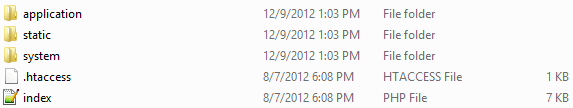 application 12/9/2012 1:03 PM File folder
static 12/9/2012 1:03 PM File folder
system 12/9/2012 1:03 PM File folder
.htaccess 8/7/2012 6:08 PM HTACCESS File 1 KB
index 8/7/2012 6:08 PM PHP File 7 KB